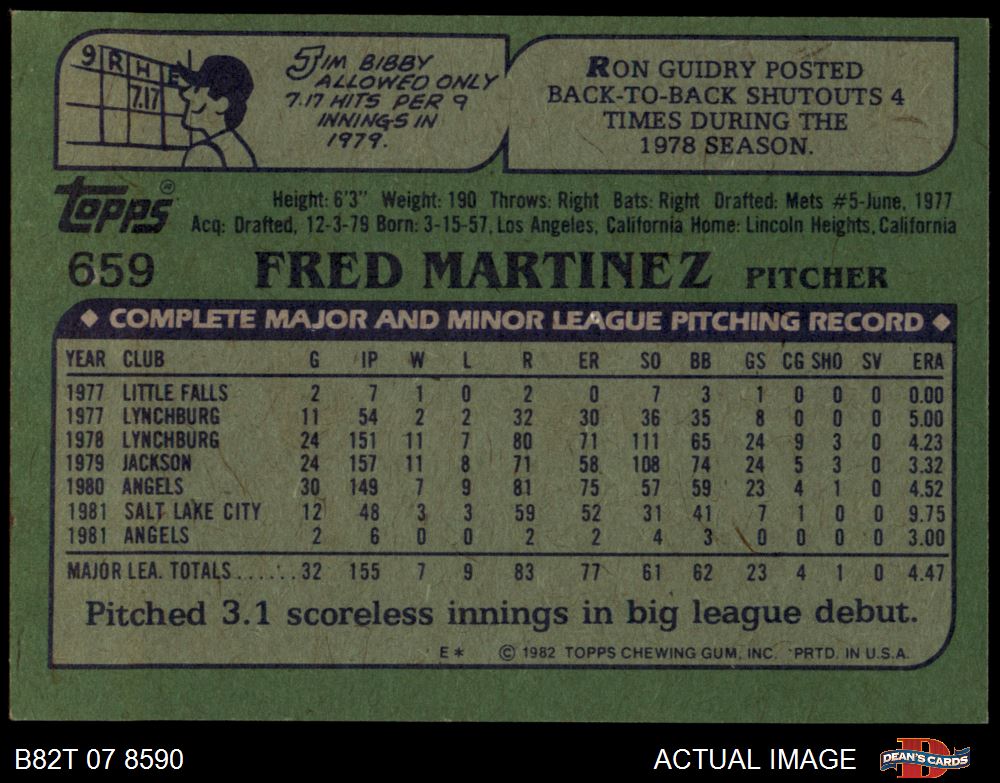 9 R H E
7.17
JIM BIBBY
ALLOWED ONLY
7.17 HITS PER 9
INNINGS IN
1979.
RON GUIDRY POSTED
BACK-TO-BACK SHUTOUTS 4
TIMES DURING THE
1978 SEASON.
Topps®
Height: 6'3" Weight: 190 Throws: Right Bats: Right Drafted: Mets #5-June, 1977
Acq: Drafted, 12-3-79 Born: 3-15-57, Los Angeles, California Home: Lincoln Heights, California
659 FRED MARTINEZ PITCHER
◆ COMPLETE MAJOR AND MINOR LEAGUE PITCHING RECORD ◆
YEAR CLUB G IP W L R ER SO BB GS CG SHO SV ERA
1977 LITTLE FALLS 2 7 1 0 2 0 7 3 1 0 0 0 0.00
1977 LYNCHBURG 11 54 2 2 32 30 36 35 8 0 0 0 5.00
1978 LYNCHBURG 24 151 11 7 80 71 111 65 24 9 3 0 4.23
1979 JACKSON 24 157 11 8 71 58 108 74 24 5 3 0 3.32
1980 ANGELS 30 149 7 9 81 75 57 59 23 4 1 0 4.52
1981 SALT LAKE CITY 12 48 3 3 59 52 31 41 7 1 0 0 9.75
1981 ANGELS 2 6 0 0 2 2 4 3 0 0 0 0 3.00
MAJOR LEA. TOTALS...... 32 155 7 9 83 77 61 62 23 4 1 0 4.47
Pitched 3.1 scoreless innings in big league debut.
E* © 1982 TOPPS CHEWING GUM, INC. PRTD. IN U.S.A.
B82T 07 8590 ACTUAL IMAGE DEAN'S CARDS